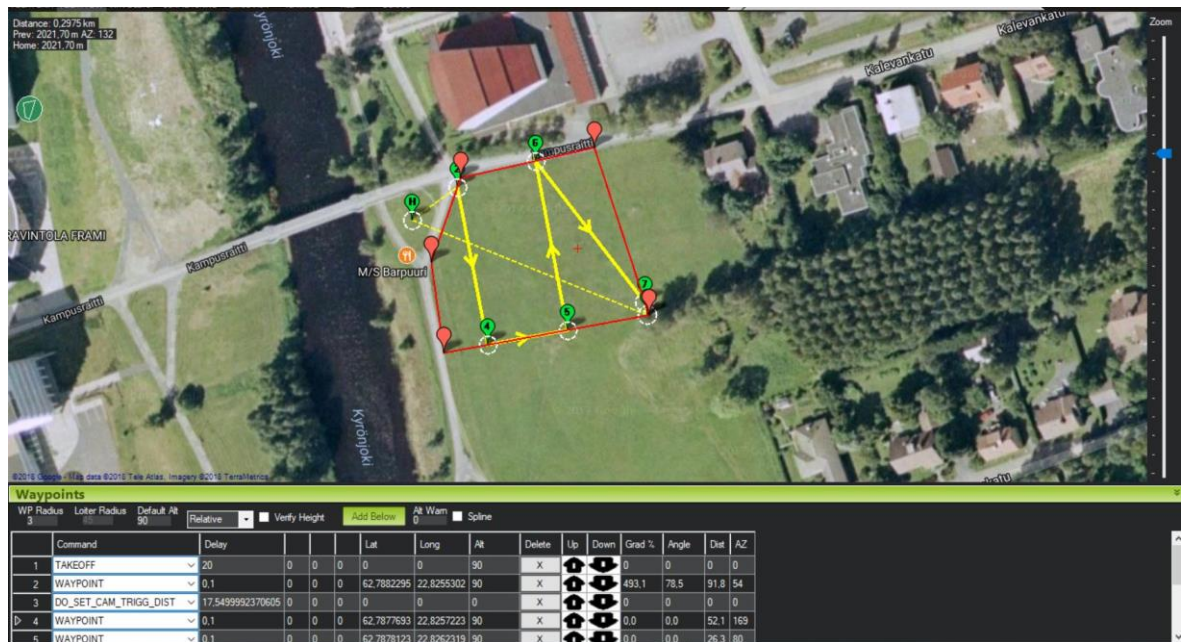 Distance: 0,2975 km
Prev: 2021,70 m AZ: 132
Home: 2021,70 m
Zoom
Kyrönjoki
Kalevankatu
Kalevankatu
6
H
RAVINTOLA FRAMI
Kampusraitti
M/S Barpuuri
7
Kampusraitti
4
5
Kyrönjoki
Waypoints
WP Radius Loiter Radius Default Alt Alt Warn
3 45 90 Relative Verify Height Add Below 0 Spline
Command Delay Lat Long Alt Delete Up Down Grad % Angle Dist AZ
1 TAKEOFF 20 0 0 0 0 0 90 X 0 0 0 0
2 WAYPOINT 0,1 0 0 0 62,7882295 22,8255302 90 X 493,1 78,5 91,8 54
3 DO_SET_CAM_TRIGG_DIST 17,5499992370605 0 0 0 0 0 0 X 0 0 0 0
4 WAYPOINT 0,1 0 0 0 62,7877693 22,8257223 90 X 0,0 0,0 52,1 169
5 WAYPOINT 0,1 0 0 0 62,7878123 22,8262319 90 X 0,0 0,0 26,3 80